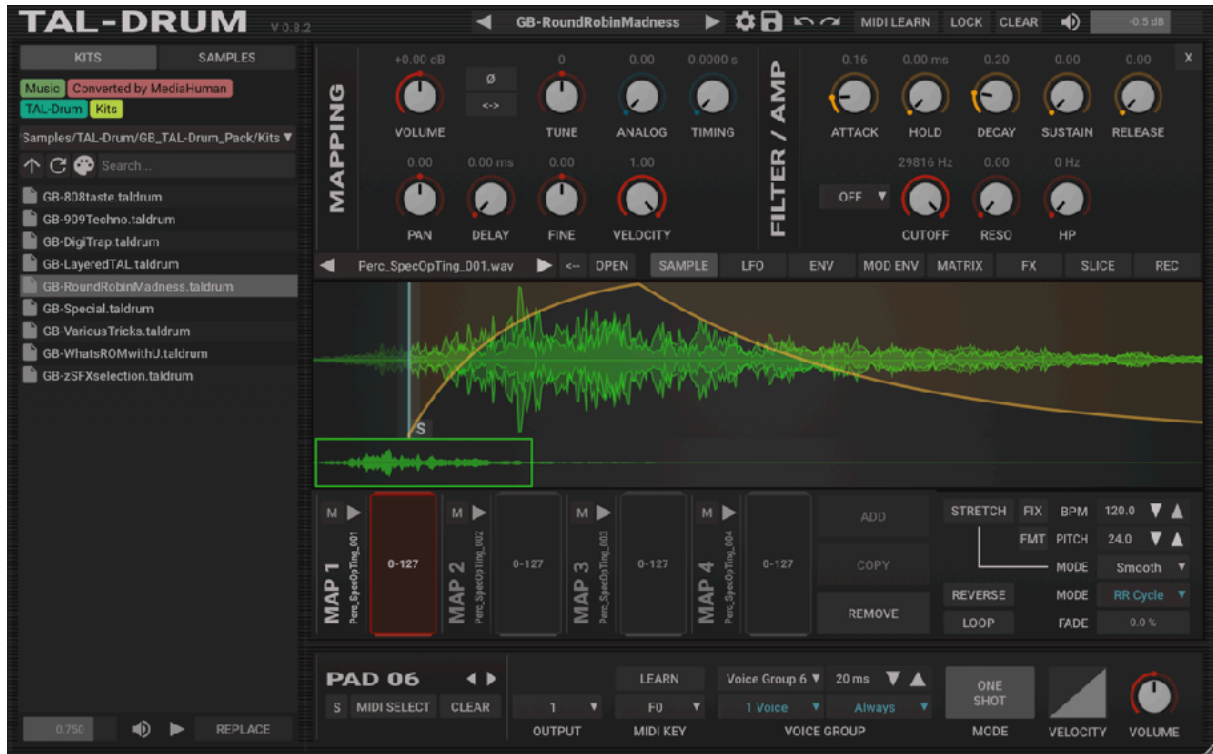 TAL-DRUM V 0.8.2 GB-RoundRobinMadness MIDI LEARN LOCK CLEAR -0.5 dB
KITS SAMPLES
Music Converted by MediaHuman
TAL-Drum Kits
Samples/TAL-Drum/GB_TAL-Drum_Pack/Kits
Search...
GB-808taste.taldrum
GB-909Techno.taldrum
GB-DigiTrap.taldrum
GB-LayeredTAL.taldrum
GB-RoundRobinMadness.taldrum
GB-Special.taldrum
GB-VariousTricks.taldrum
GB-WhatsROMwithU.taldrum
GB-zSFXselection.taldrum
0.750 REPLACE
MAPPING
+0.00 cB 0 0.00 0.0000 s
Ø
<->
VOLUME TUNE ANALOG TIMING
0.00 0.00 ms 0.00 1.00
PAN DELAY FINE VELOCITY
FILTER / AMP
0.16 0.00 ms 0.20 0.00 0.00 X
ATTACK HOLD DECAY SUSTAIN RELEASE
29816 Hz 0.00 0 Hz
OFF
CUTOFF RESO HP
Perc_SpecOpTing_001.wav <-- OPEN SAMPLE LFO ENV MOD ENV MATRIX FX SLICE REC
S
M M M M
MAP 1 Perc_SpecOpTing_001 0-127
MAP 2 Perc_SpecOpTing_002 0-127
MAP 3 Perc_SpecOpTing_003 0-127
MAP 4 Perc_SpecOpTing_004 0-127
ADD
COPY
REMOVE
STRETCH FIX BPM 120.0
FMT PITCH 24.0
MODE Smooth
REVERSE MODE RR Cycle
LOOP FADE 0.0 %
PAD 06 LEARN Voice Group 6 20 ms
S MIDI SELECT CLEAR 1 F0 1 Voice Always
ONE
SHOT
OUTPUT MIDI KEY VOICE GROUP MODE VELOCITY VOLUME